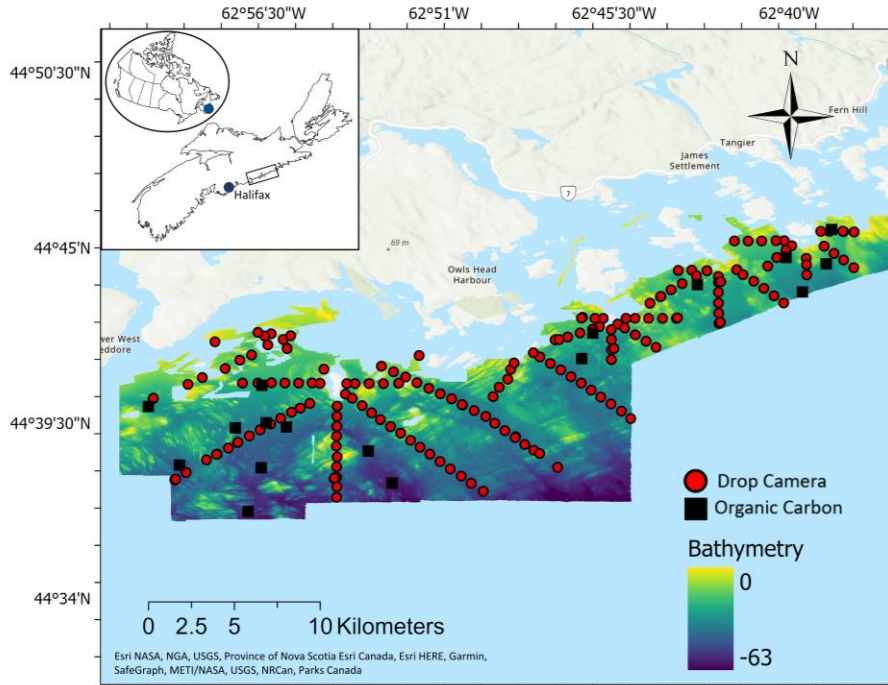 62°56'30"W 62°51'W 62°45'30"W 62°40'W
44°50'30"N
44°45'N
44°39'30"N
44°34'N
Halifax
N
Fern Hill
Tangier
James
Settlement
7
69 m
Owls Head
Harbour
wer West
eddore
Drop Camera
Organic Carbon
Bathymetry
0
-63
0 2.5 5 10 Kilometers
Esri NASA, NGA, USGS, Province of Nova Scotia Esri Canada, Esri HERE, Garmin,
SafeGraph, METI/NASA, USGS, NRCan, Parks Canada